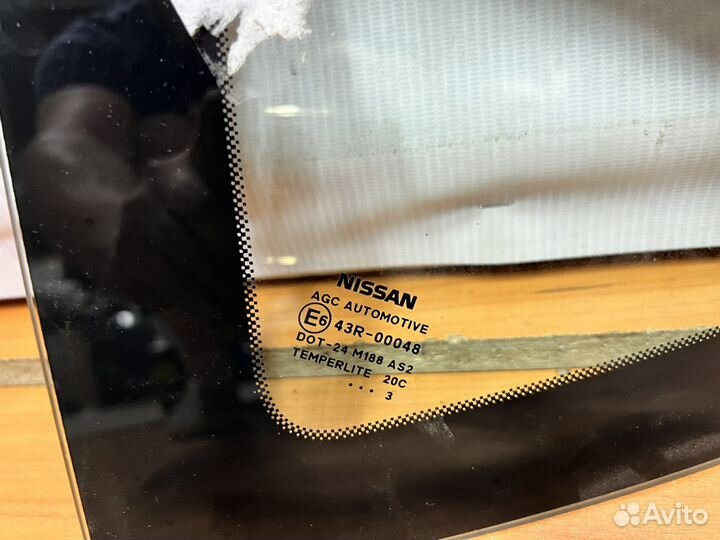 NISSAN
AGC AUTOMOTIVE
E6 43R-00048
DOT-24 M188 AS2
TEMPERLITE 20C
... 3
Avito